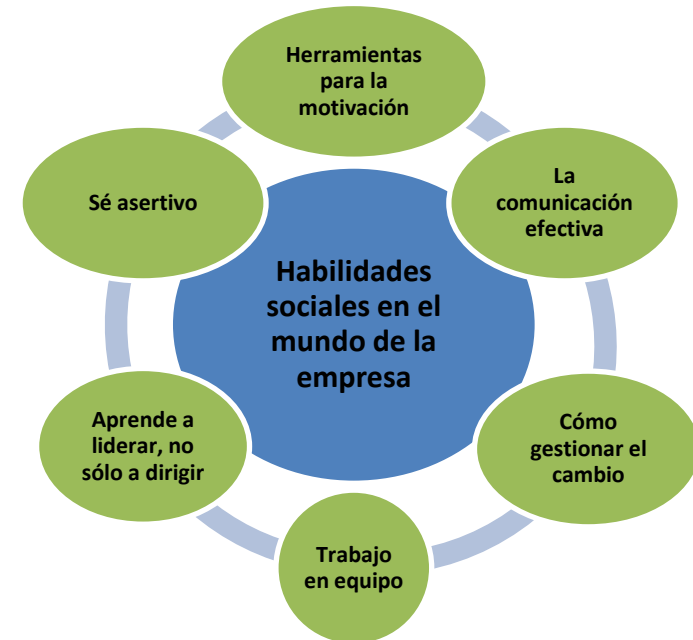 Herramientas
para la
motivación
La
comunicación
efectiva
Cómo
gestionar el
cambio
Trabajo
en equipo
Aprende a
liderar, no
sólo a dirigir
Sé asertivo
Habilidades
sociales en el
mundo de la
empresa